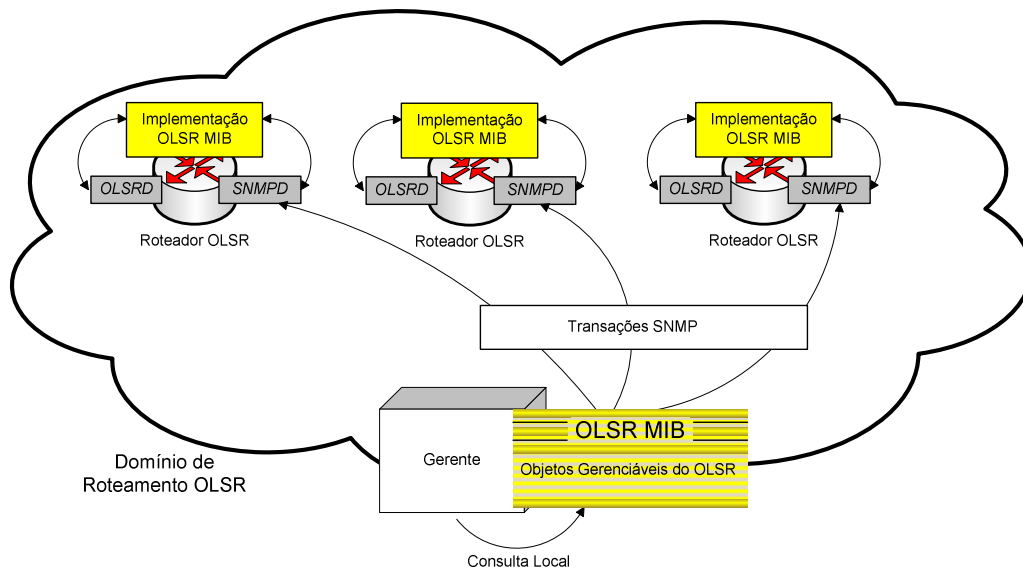 Implementação
OLSR MIB
OLSRD
SNMPD
Roteador OLSR
Implementação
OLSR MIB
OLSRD
SNMPD
Roteador OLSR
Implementação
OLSR MIB
OLSRD
SNMPD
Roteador OLSR
Transações SNMP
Gerente
OLSR MIB
Objetos Gerenciáveis do OLSR
Domínio de
Roteamento OLSR
Consulta Local